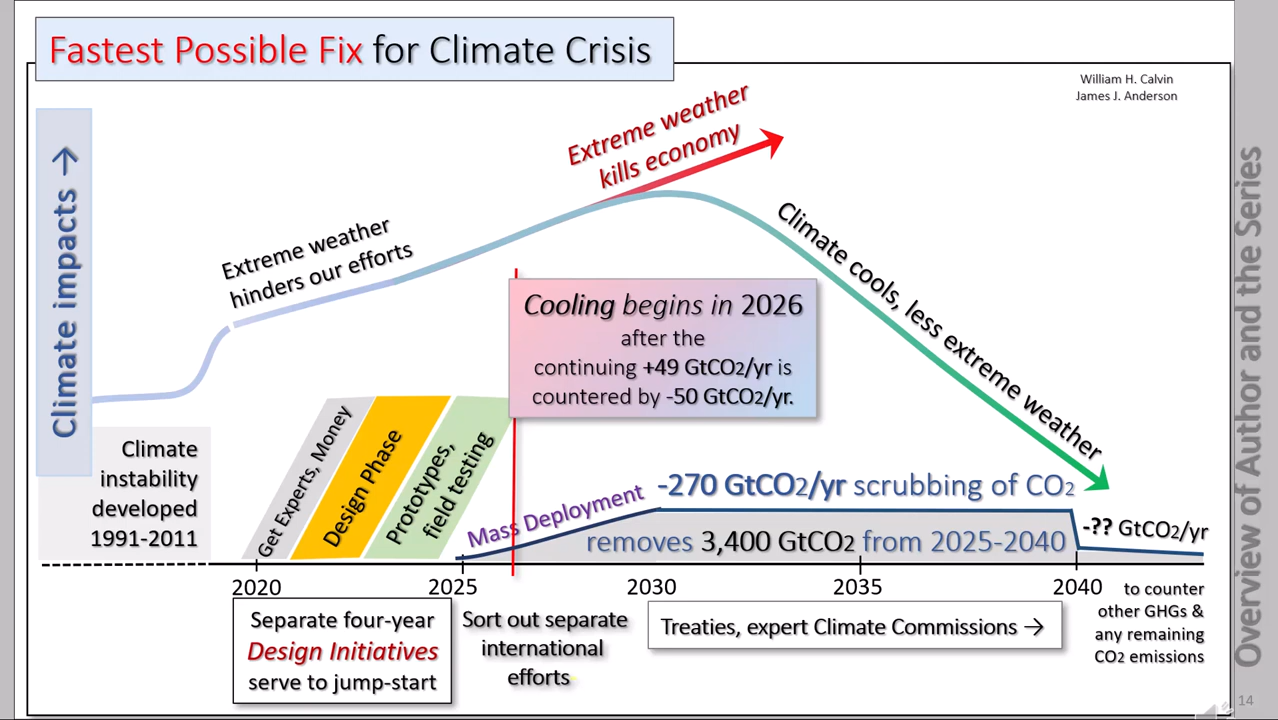 Fastest Possible Fix for Climate Crisis
William H. Calvin
James J. Anderson
Climate impacts →
Extreme weather
kills economy
Extreme weather
hinders our efforts
Climate cools, less extreme weather
Cooling begins in 2026
after the
continuing +49 GtCO2/yr is
countered by -50 GtCO2/yr.
Climate
instability
developed
1991-2011
Get Experts, Money
Design Phase
Prototypes,
field testing
Mass Deployment
-270 GtCO2/yr scrubbing of CO2
removes 3,400 GtCO2 from 2025-2040
-?? GtCO2/yr
2020
2025
2030
2035
2040
to counter
other GHGs &
any remaining
CO2 emissions
Separate four-year
Design Initiatives
serve to jump-start
Sort out separate
international
efforts
Treaties, expert Climate Commissions →
Overview of Author and the Series
14